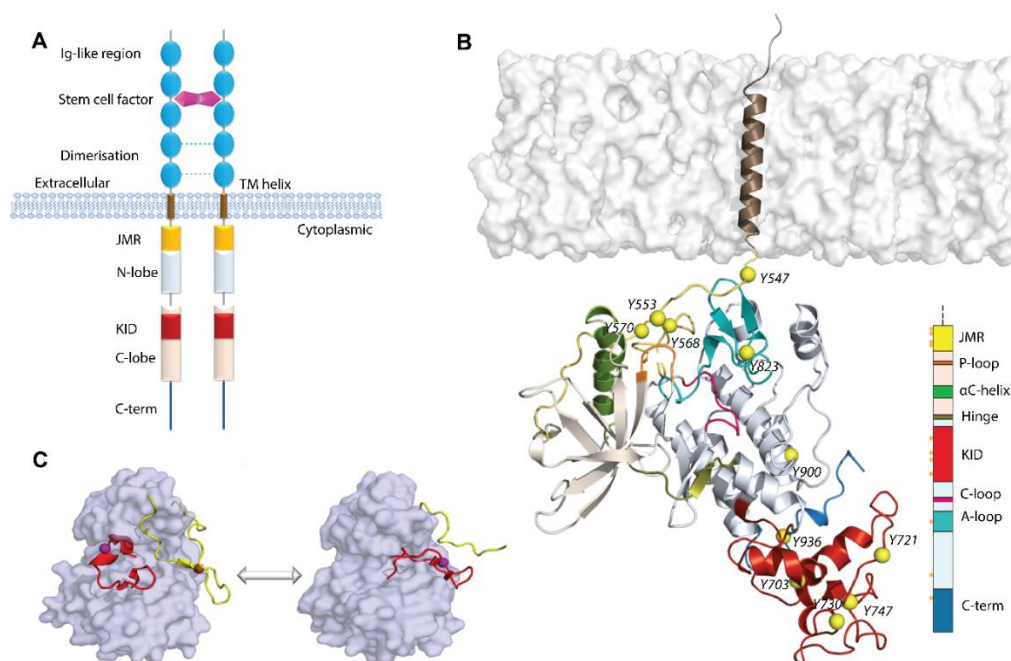 A
Ig-like region
Stem cell factor
Dimerisation
Extracellular
TM helix
Cytoplasmic
JMR
N-lobe
KID
C-lobe
C-term
B
Y547
Y553
Y570
Y568
Y823
Y900
Y936
Y721
Y703
Y730
Y747
JMR
P-loop
αC-helix
Hinge
KID
C-loop
A-loop
C-term
C